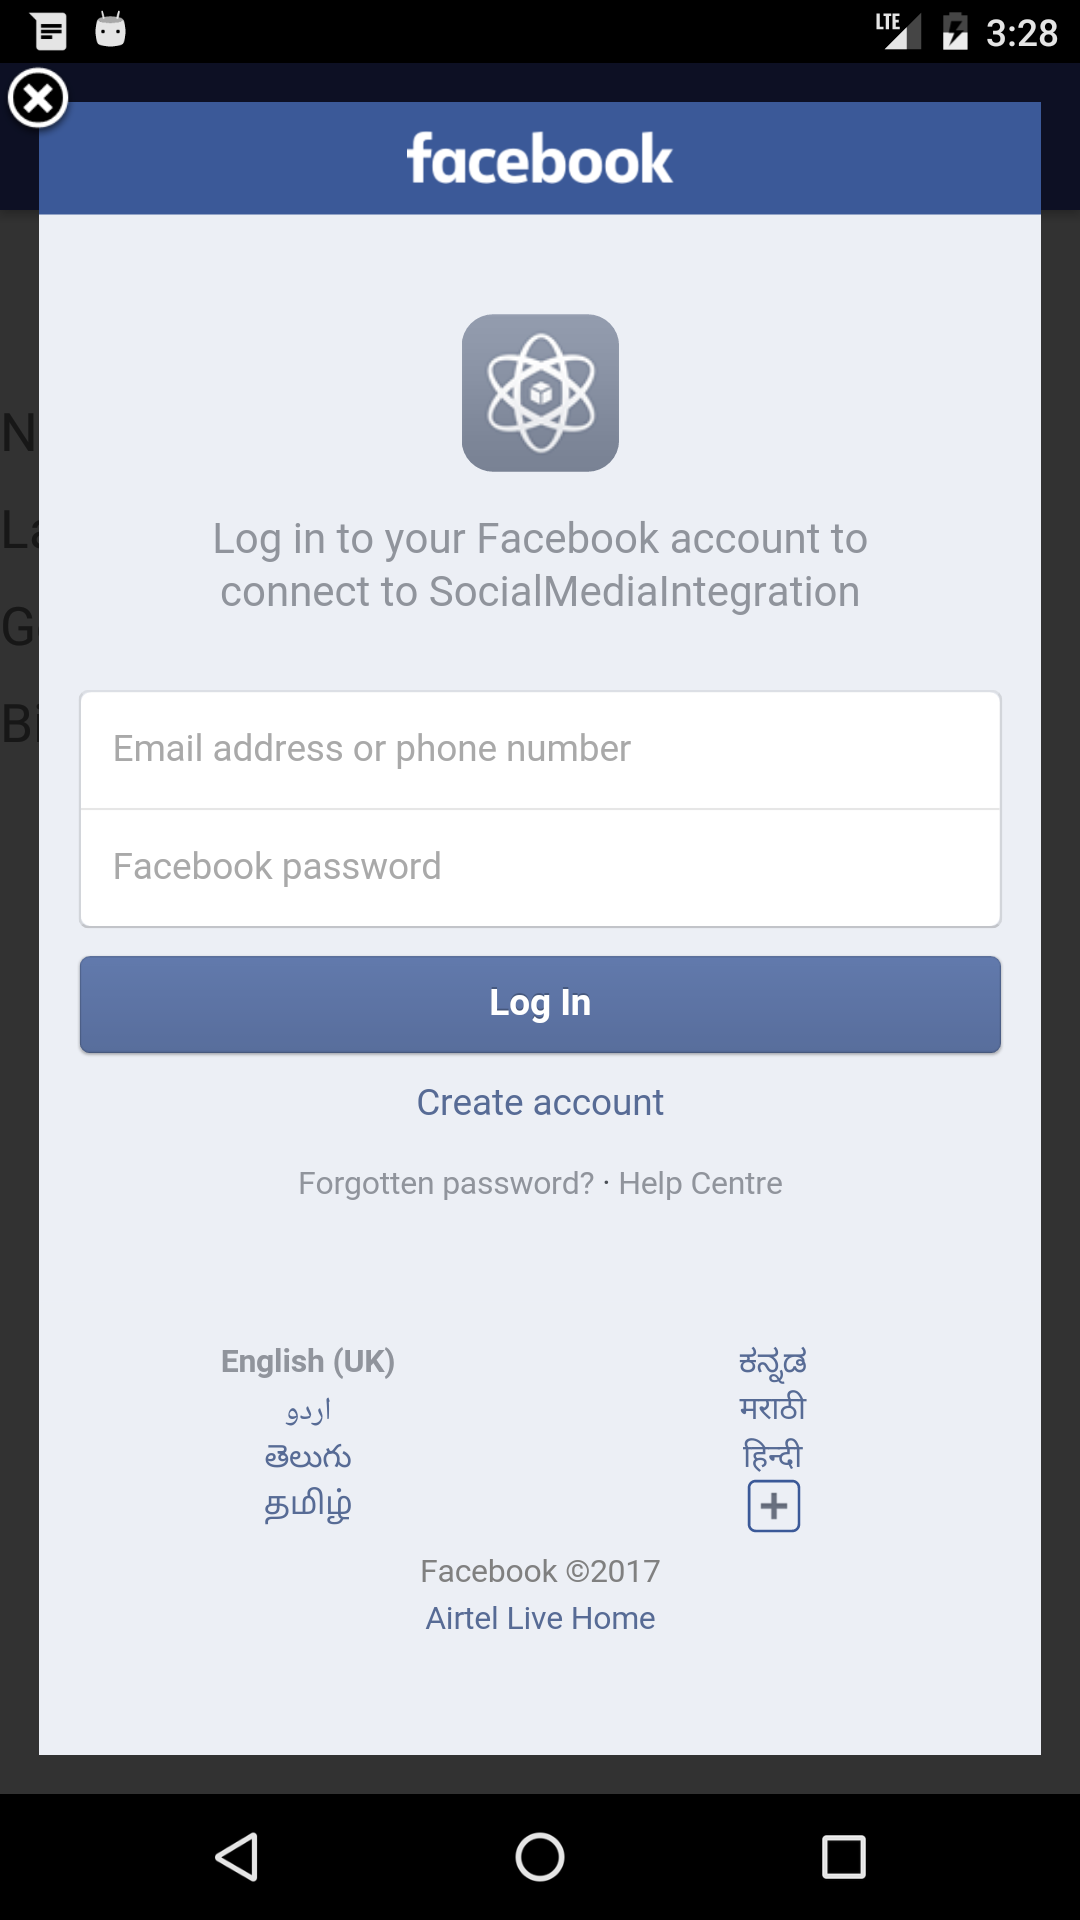 LTE 3:28
facebook
Log in to your Facebook account to
connect to SocialMediaIntegration
N
La
G
Bi
Email address or phone number
Facebook password
Log In
Create account
Forgotten password? · Help Centre
English (UK)
اردو
తెలుగు
தமிழ்
ಕನ್ನಡ
मराठी
हिन्दी
Facebook ©2017
Airtel Live Home